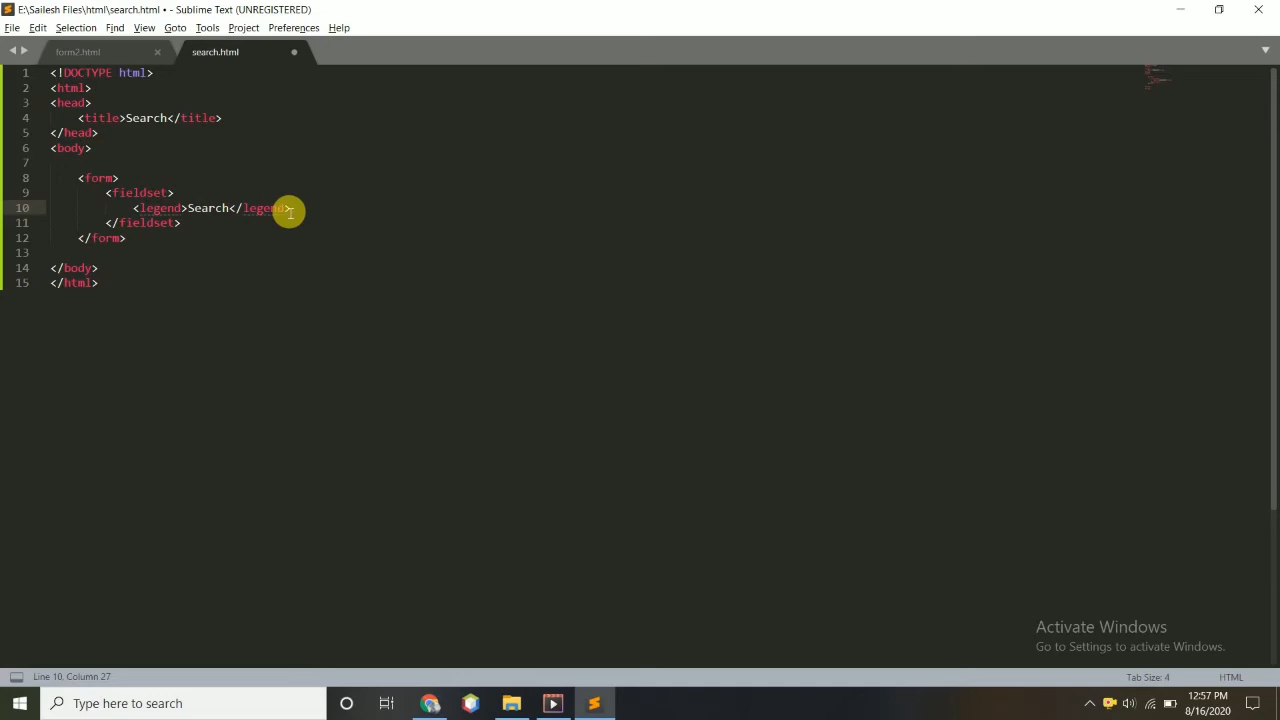 E:\Sailesh Files\html\search.html • - Sublime Text (UNREGISTERED)
File Edit Selection Find View Goto Tools Project Preferences Help
form2.html search.html
1 <!DOCTYPE html>
2 <html>
3 <head>
4 <title>Search</title>
5 </head>
6 <body>
7
8 <form>
9 <fieldset>
10 <legend>Search</legend>
11 </fieldset>
12 </form>
13
14 </body>
15 </html>
Activate Windows
Go to Settings to activate Windows.
Line 10, Column 27 Tab Size: 4 HTML
Type here to search 12:57 PM
8/16/2020